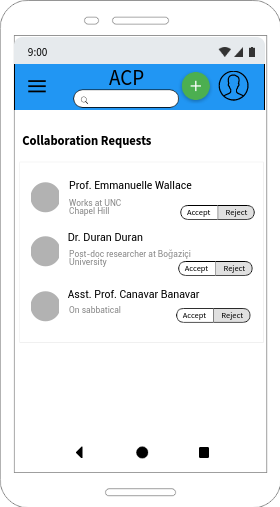 9:00
ACP
Collaboration Requests
Prof. Emmanuelle Wallace
Works at UNC
Chapel Hill
Accept Reject
Dr. Duran Duran
Post-doc researcher at Boğaziçi
University
Accept Reject
Asst. Prof. Canavar Banavar
On sabbatical
Accept Reject